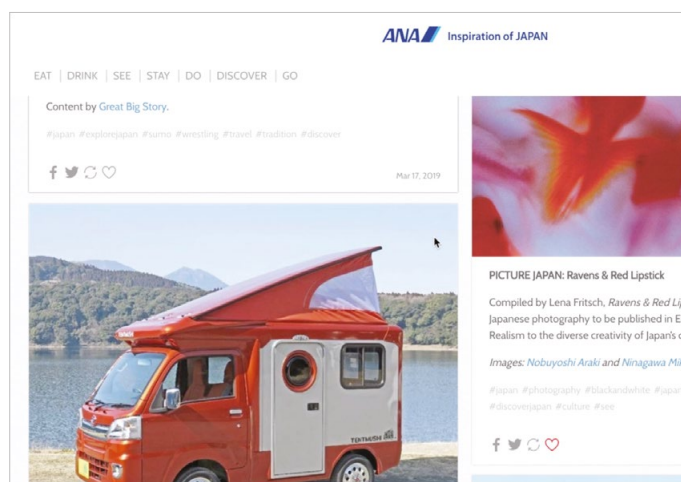 ANA Inspiration of JAPAN
EAT | DRINK | SEE | STAY | DO | DISCOVER | GO
Content by Great Big Story.
#japan #explorejapan #sumo #wrestling #travel #tradition #discover
Mar 17, 2019
PICTURE JAPAN: Ravens & Red Lipstick
Compiled by Lena Fritsch, Ravens & Red Li
Japanese photography to be published in E
Realism to the diverse creativity of Japan's
Images: Nobuyoshi Araki and Ninagawa Mi
#japan #photography #blackandwhite #japan
#discoverjapan #culture #see